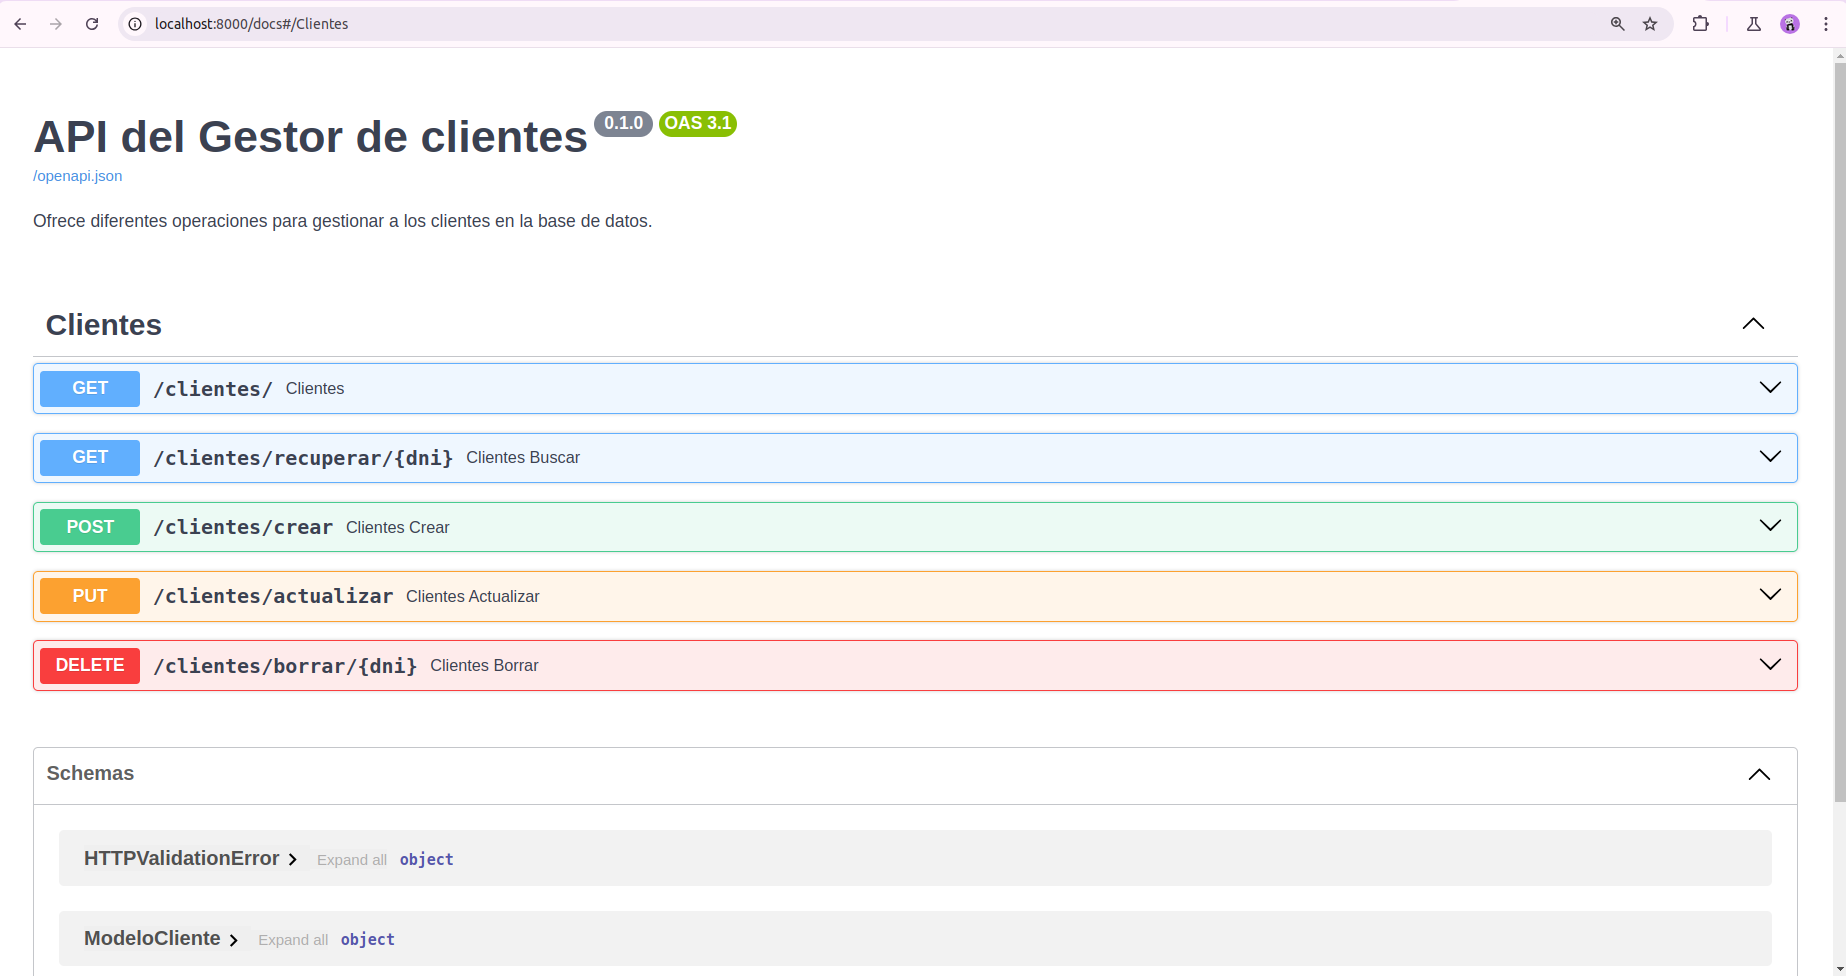 localhost:8000/docs#/Clientes
API del Gestor de clientes 0.1.0 OAS 3.1
/openapi.json
Ofrece diferentes operaciones para gestionar a los clientes en la base de datos.
Clientes
GET /clientes/ Clientes
GET /clientes/recuperar/{dni} Clientes Buscar
POST /clientes/crear Clientes Crear
PUT /clientes/actualizar Clientes Actualizar
DELETE /clientes/borrar/{dni} Clientes Borrar
Schemas
HTTPValidationError Expand all object
ModeloCliente Expand all object